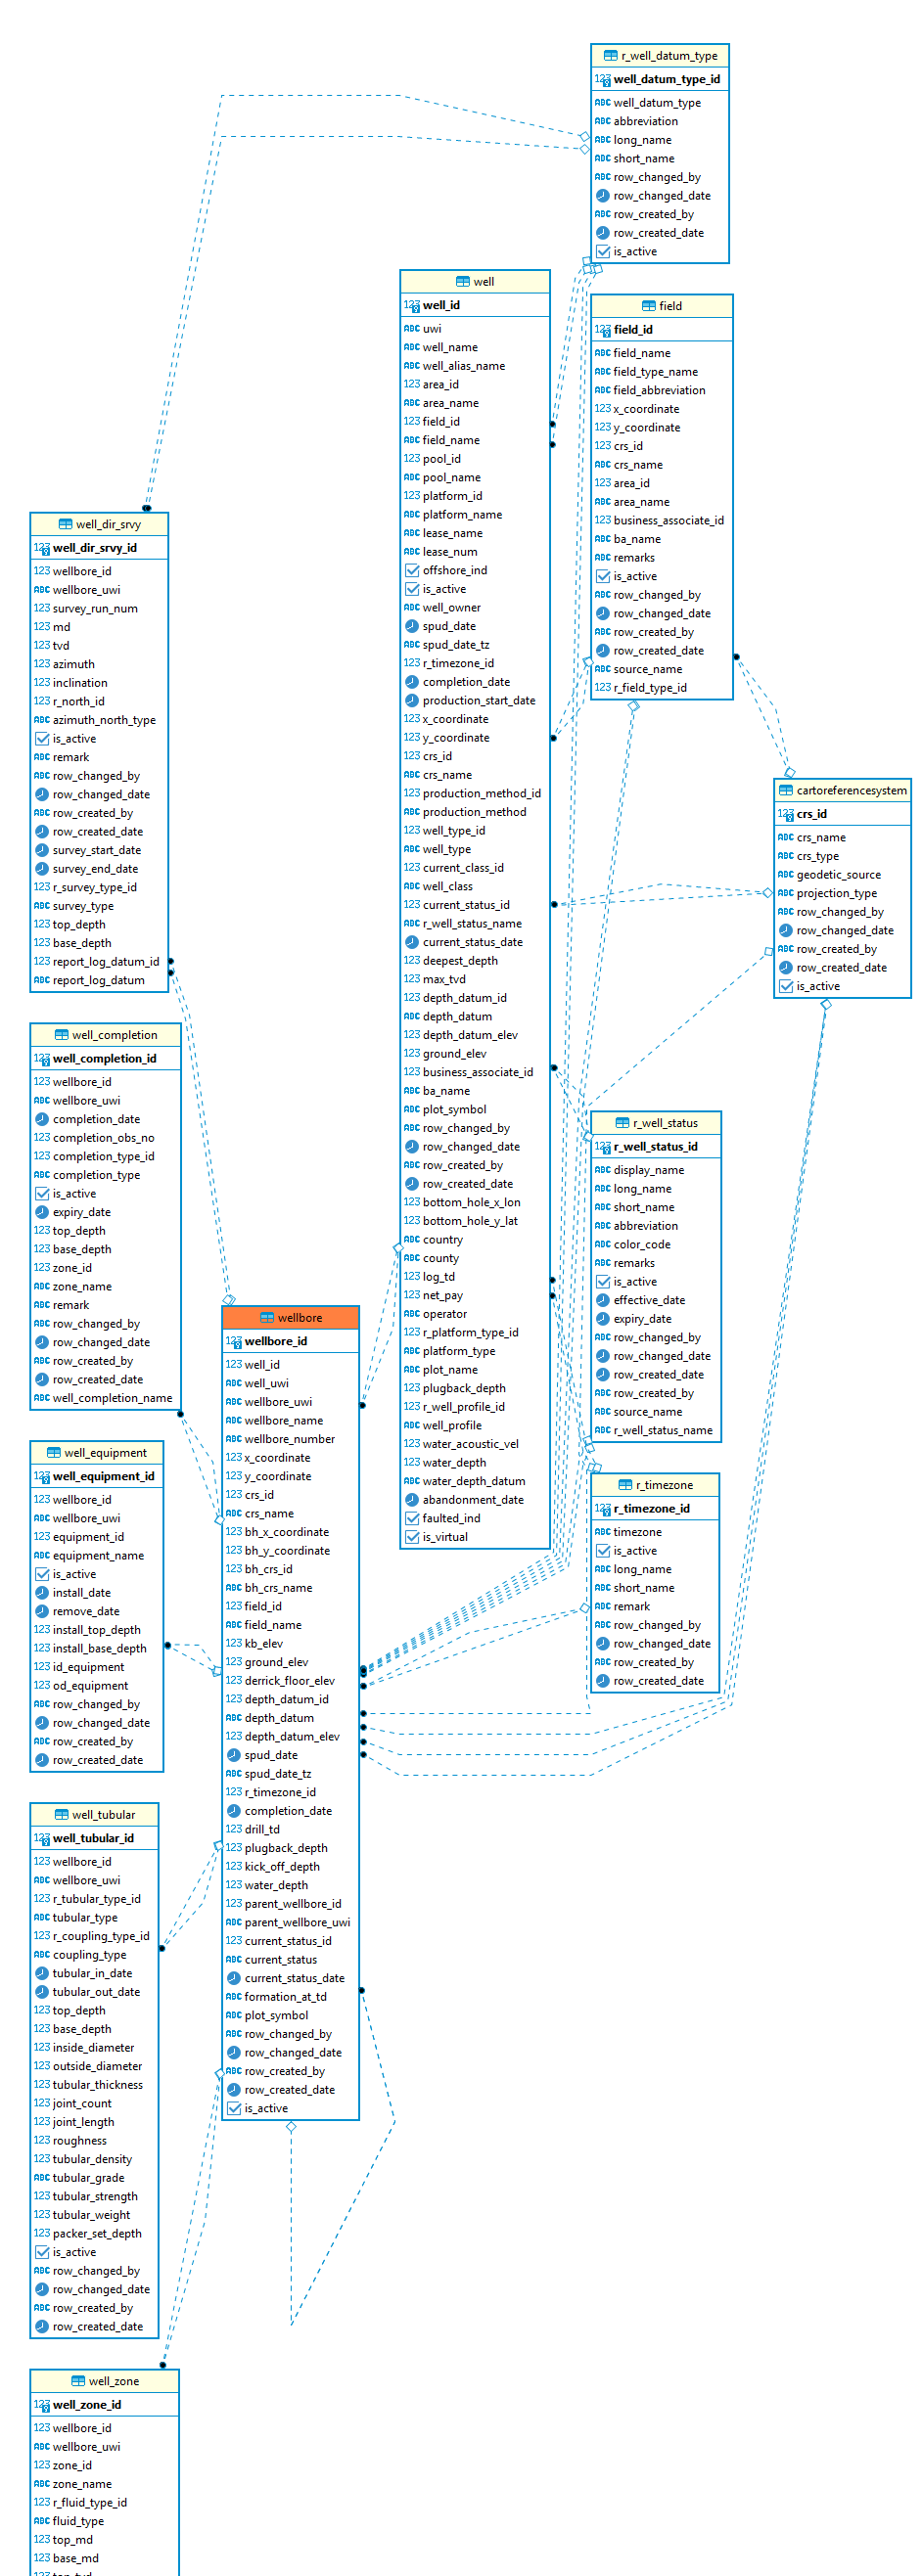 r_well_datum_type
123 well_datum_type_id
ABC well_datum_type
ABC abbreviation
ABC long_name
ABC short_name
ABC row_changed_by
row_changed_date
ABC row_created_by
row_created_date
is_active
well
123 well_id
ABC uwi
ABC well_name
ABC well_alias_name
123 area_id
ABC area_name
123 field_id
ABC field_name
123 pool_id
ABC pool_name
123 platform_id
ABC platform_name
ABC lease_name
ABC lease_num
offshore_ind
is_active
ABC well_owner
spud_date
ABC spud_date_tz
123 r_timezone_id
completion_date
production_start_date
123 x_coordinate
123 y_coordinate
123 crs_id
ABC crs_name
123 production_method_id
ABC production_method
123 well_type_id
ABC well_type
123 current_class_id
ABC well_class
123 current_status_id
ABC r_well_status_name
current_status_date
123 deepest_depth
123 max_tvd
123 depth_datum_id
ABC depth_datum
123 depth_datum_elev
123 ground_elev
123 business_associate_id
ABC ba_name
ABC plot_symbol
ABC row_changed_by
row_changed_date
ABC row_created_by
row_created_date
123 bottom_hole_x_lon
123 bottom_hole_y_lat
ABC country
ABC county
123 log_td
123 net_pay
ABC operator
123 r_platform_type_id
ABC platform_type
ABC plot_name
123 plugback_depth
123 r_well_profile_id
ABC well_profile
123 water_acoustic_vel
123 water_depth
ABC water_depth_datum
abandonment_date
faulted_ind
is_virtual
field
123 field_id
ABC field_name
ABC field_type_name
ABC field_abbreviation
123 x_coordinate
123 y_coordinate
123 crs_id
ABC crs_name
123 area_id
ABC area_name
123 business_associate_id
ABC ba_name
ABC remarks
is_active
ABC row_changed_by
row_changed_date
ABC row_created_by
row_created_date
ABC source_name
123 r_field_type_id
well_dir_srvy
123 well_dir_srvy_id
123 wellbore_id
ABC wellbore_uwi
123 survey_run_num
123 md
123 tvd
123 azimuth
123 inclination
123 r_north_id
ABC azimuth_north_type
is_active
ABC remark
ABC row_changed_by
row_changed_date
ABC row_created_by
row_created_date
survey_start_date
survey_end_date
123 r_survey_type_id
ABC survey_type
123 top_depth
123 base_depth
123 report_log_datum_id
ABC report_log_datum
cartoreferencesystem
123 crs_id
ABC crs_name
ABC crs_type
ABC geodetic_source
ABC projection_type
ABC row_changed_by
row_changed_date
ABC row_created_by
row_created_date
is_active
well_completion
123 well_completion_id
123 wellbore_id
ABC wellbore_uwi
completion_date
123 completion_obs_no
123 completion_type_id
ABC completion_type
is_active
expiry_date
123 top_depth
123 base_depth
123 zone_id
ABC zone_name
ABC remark
ABC row_changed_by
row_changed_date
ABC row_created_by
row_created_date
ABC well_completion_name
r_well_status
123 r_well_status_id
ABC display_name
ABC long_name
ABC short_name
ABC abbreviation
ABC color_code
ABC remarks
is_active
effective_date
expiry_date
ABC row_changed_by
row_changed_date
row_created_date
ABC row_created_by
ABC source_name
ABC r_well_status_name
wellbore
123 wellbore_id
123 well_id
ABC well_uwi
ABC wellbore_uwi
ABC wellbore_name
ABC wellbore_number
123 x_coordinate
123 y_coordinate
123 crs_id
ABC crs_name
123 bh_x_coordinate
123 bh_y_coordinate
123 bh_crs_id
ABC bh_crs_name
123 field_id
ABC field_name
123 kb_elev
123 ground_elev
123 derrick_floor_elev
123 depth_datum_id
ABC depth_datum
123 depth_datum_elev
spud_date
ABC spud_date_tz
123 r_timezone_id
completion_date
123 drill_td
123 plugback_depth
123 kick_off_depth
123 water_depth
123 parent_wellbore_id
ABC parent_wellbore_uwi
123 current_status_id
ABC current_status
current_status_date
ABC formation_at_td
ABC plot_symbol
ABC row_changed_by
row_changed_date
ABC row_created_by
row_created_date
is_active
well_equipment
123 well_equipment_id
123 wellbore_id
ABC wellbore_uwi
123 equipment_id
ABC equipment_name
is_active
install_date
remove_date
123 install_top_depth
123 install_base_depth
123 id_equipment
123 od_equipment
ABC row_changed_by
row_changed_date
ABC row_created_by
row_created_date
r_timezone
123 r_timezone_id
ABC timezone
is_active
ABC long_name
ABC short_name
ABC remark
ABC row_changed_by
row_changed_date
ABC row_created_by
row_created_date
well_tubular
123 well_tubular_id
123 wellbore_id
ABC wellbore_uwi
123 r_tubular_type_id
ABC tubular_type
123 r_coupling_type_id
ABC coupling_type
tubular_in_date
tubular_out_date
123 top_depth
123 base_depth
123 inside_diameter
123 outside_diameter
123 tubular_thickness
123 joint_count
123 joint_length
123 roughness
123 tubular_density
ABC tubular_grade
123 tubular_strength
123 tubular_weight
123 packer_set_depth
is_active
ABC row_changed_by
row_changed_date
ABC row_created_by
row_created_date
well_zone
123 well_zone_id
123 wellbore_id
ABC wellbore_uwi
123 zone_id
ABC zone_name
123 r_fluid_type_id
ABC fluid_type
123 top_md
123 base_md